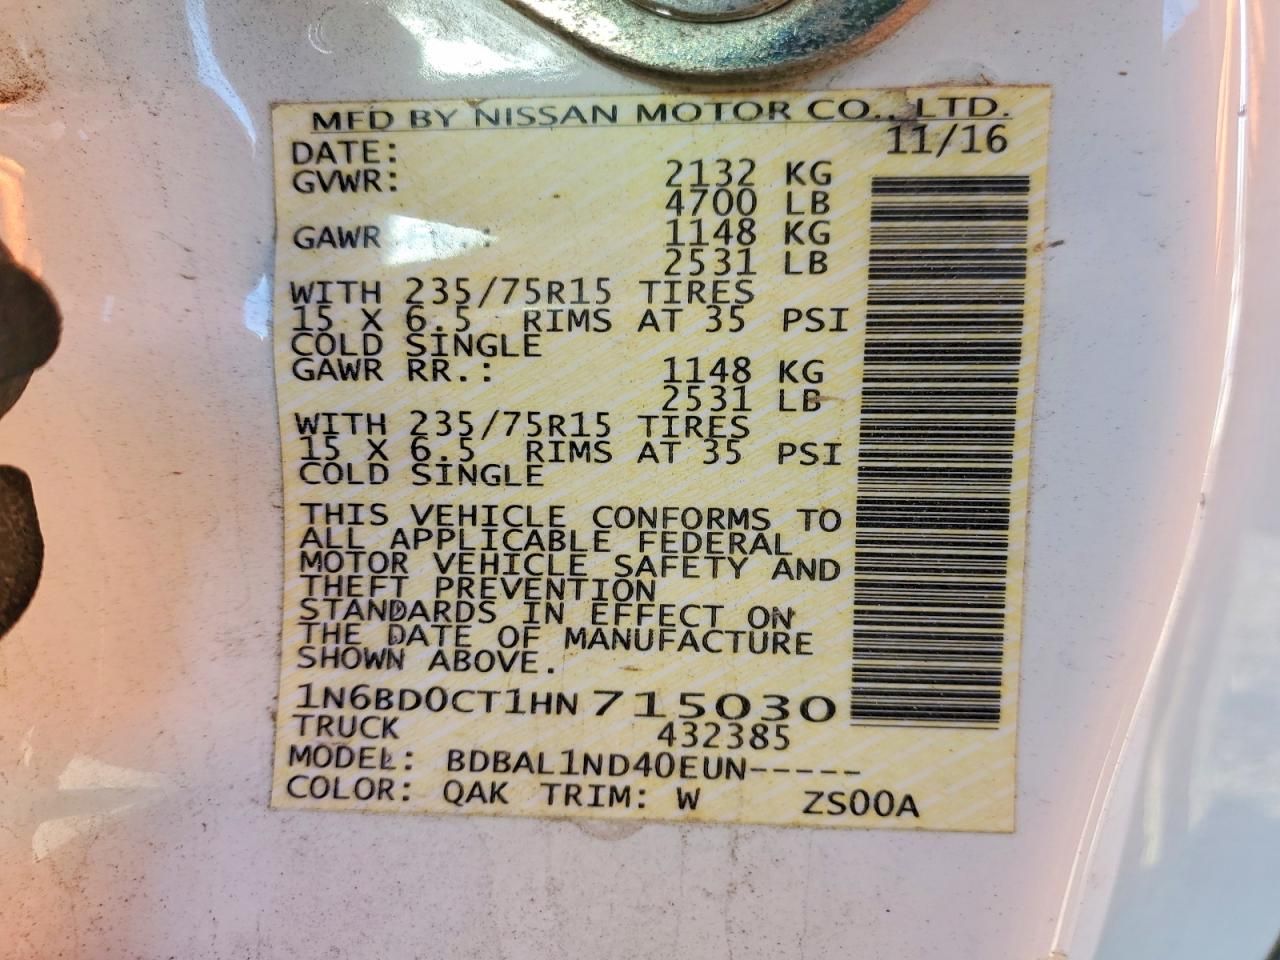 MFD BY NISSAN MOTOR CO., LTD.
DATE: 11/16
GVWR: 2132 KG
4700 LB
GAWR .: 1148 KG
2531 LB
WITH 235/75R15 TIRES
15 X 6.5 RIMS AT 35 PSI
COLD SINGLE
GAWR RR.: 1148 KG
2531 LB
WITH 235/75R15 TIRES
15 X 6.5 RIMS AT 35 PSI
COLD SINGLE
THIS VEHICLE CONFORMS TO
ALL APPLICABLE FEDERAL
MOTOR VEHICLE SAFETY AND
THEFT PREVENTION
STANDARDS IN EFFECT ON
THE DATE OF MANUFACTURE
SHOWN ABOVE.
1N6BD0CT1HN715030
TRUCK 432385
MODEL: BDBAL1ND40EUN-----
COLOR: QAK TRIM: W ZS00A